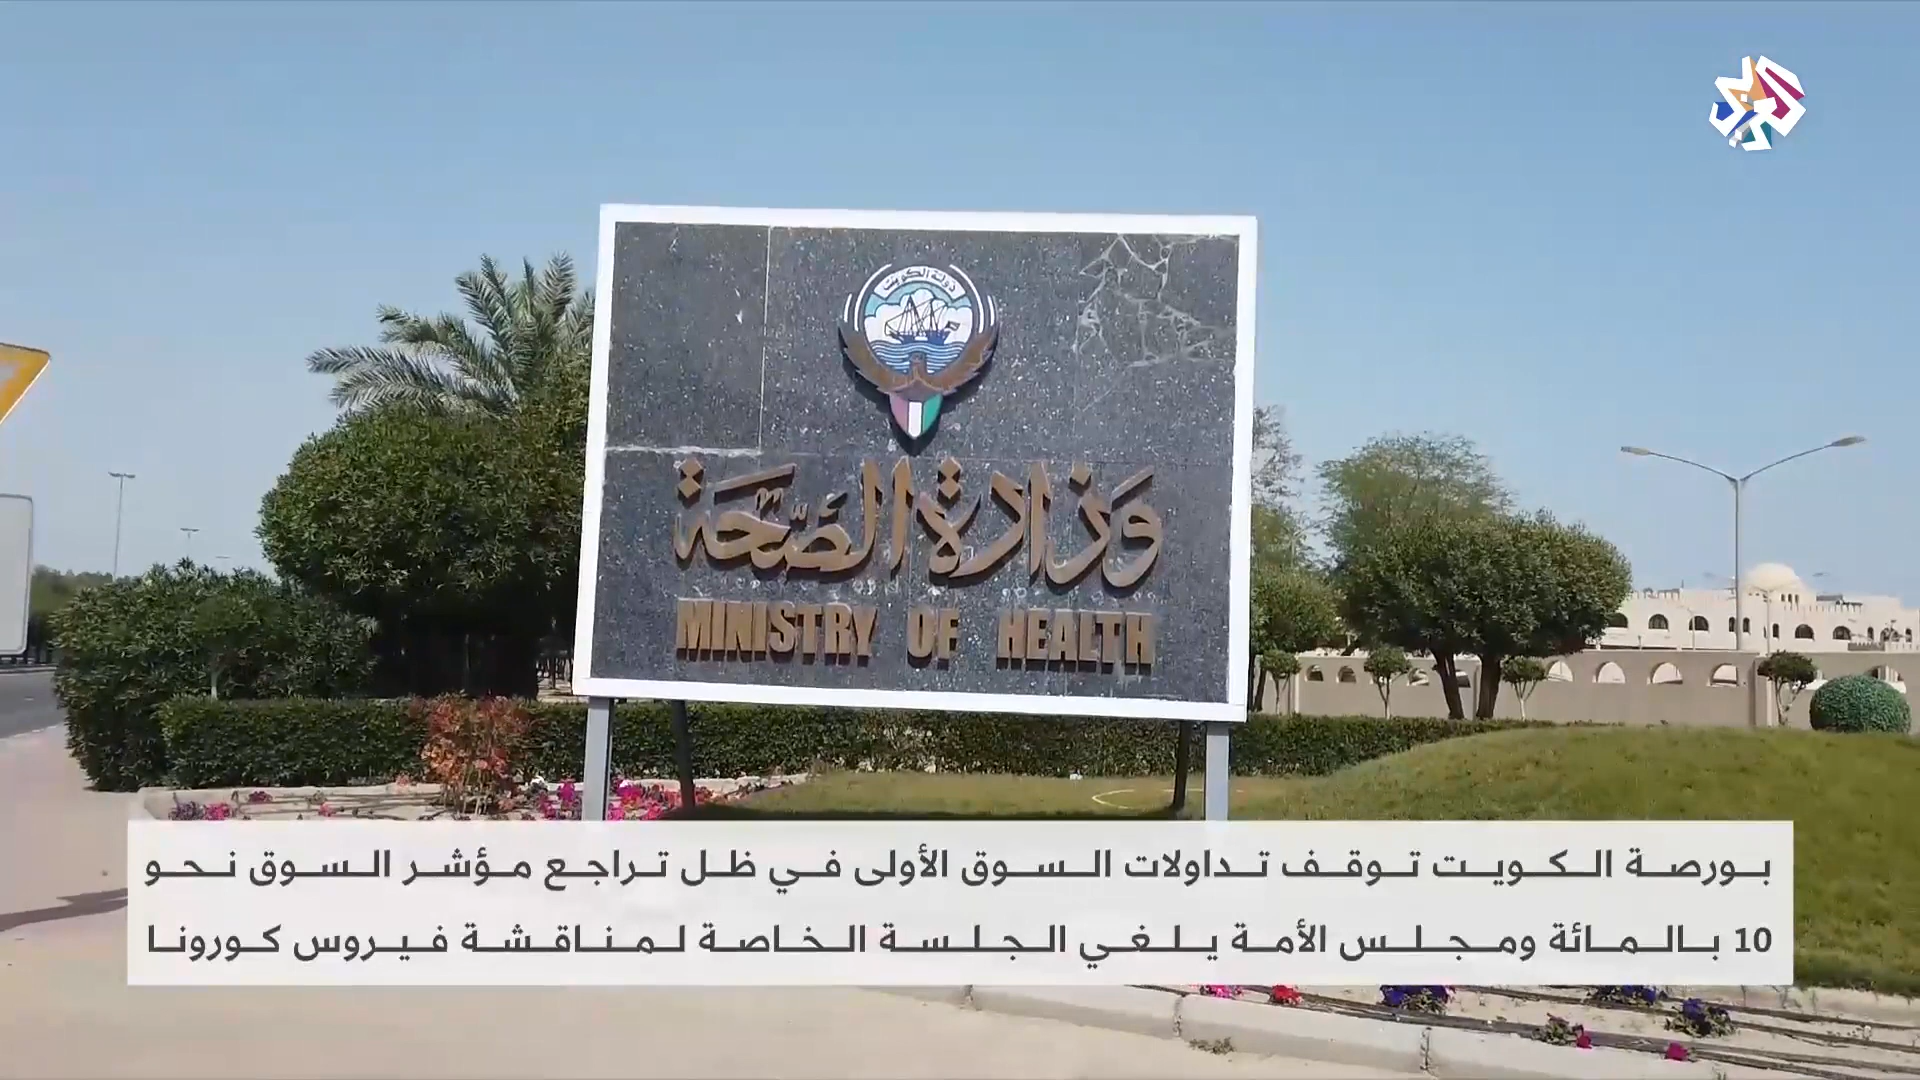 دولة الكويت
وزارة الصحة
MINISTRY OF HEALTH
بورصة الكويت توقف تداولات السوق الأولى في ظل تراجع مؤشر السوق نحو
10 بالمائة ومجلس الأمة يلغي الجلسة الخاصة لمناقشة فيروس كورونا